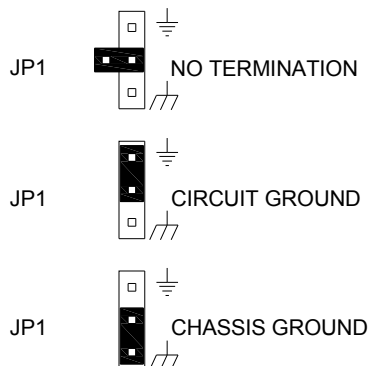 JP1 NO TERMINATION
JP1 CIRCUIT GROUND
JP1 CHASSIS GROUND